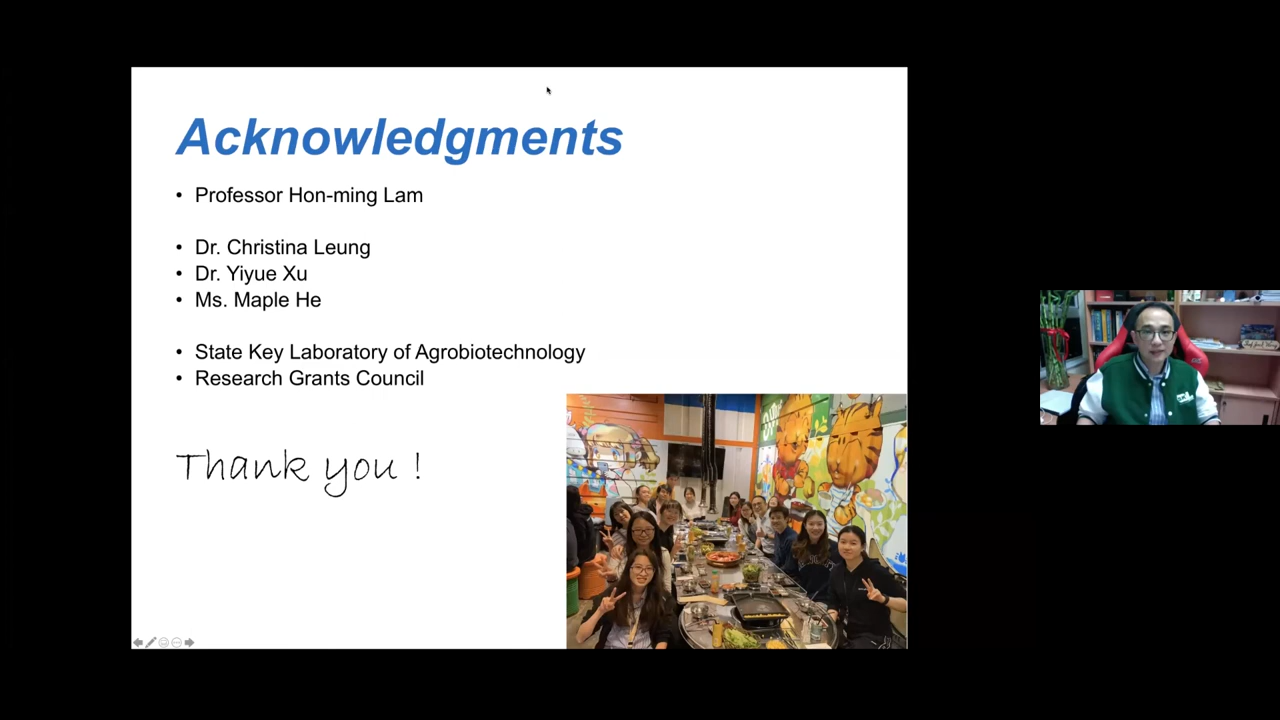 Acknowledgments
• Professor Hon-ming Lam
• Dr. Christina Leung
• Dr. Yiyue Xu
• Ms. Maple He
• State Key Laboratory of Agrobiotechnology
• Research Grants Council
Thank you !